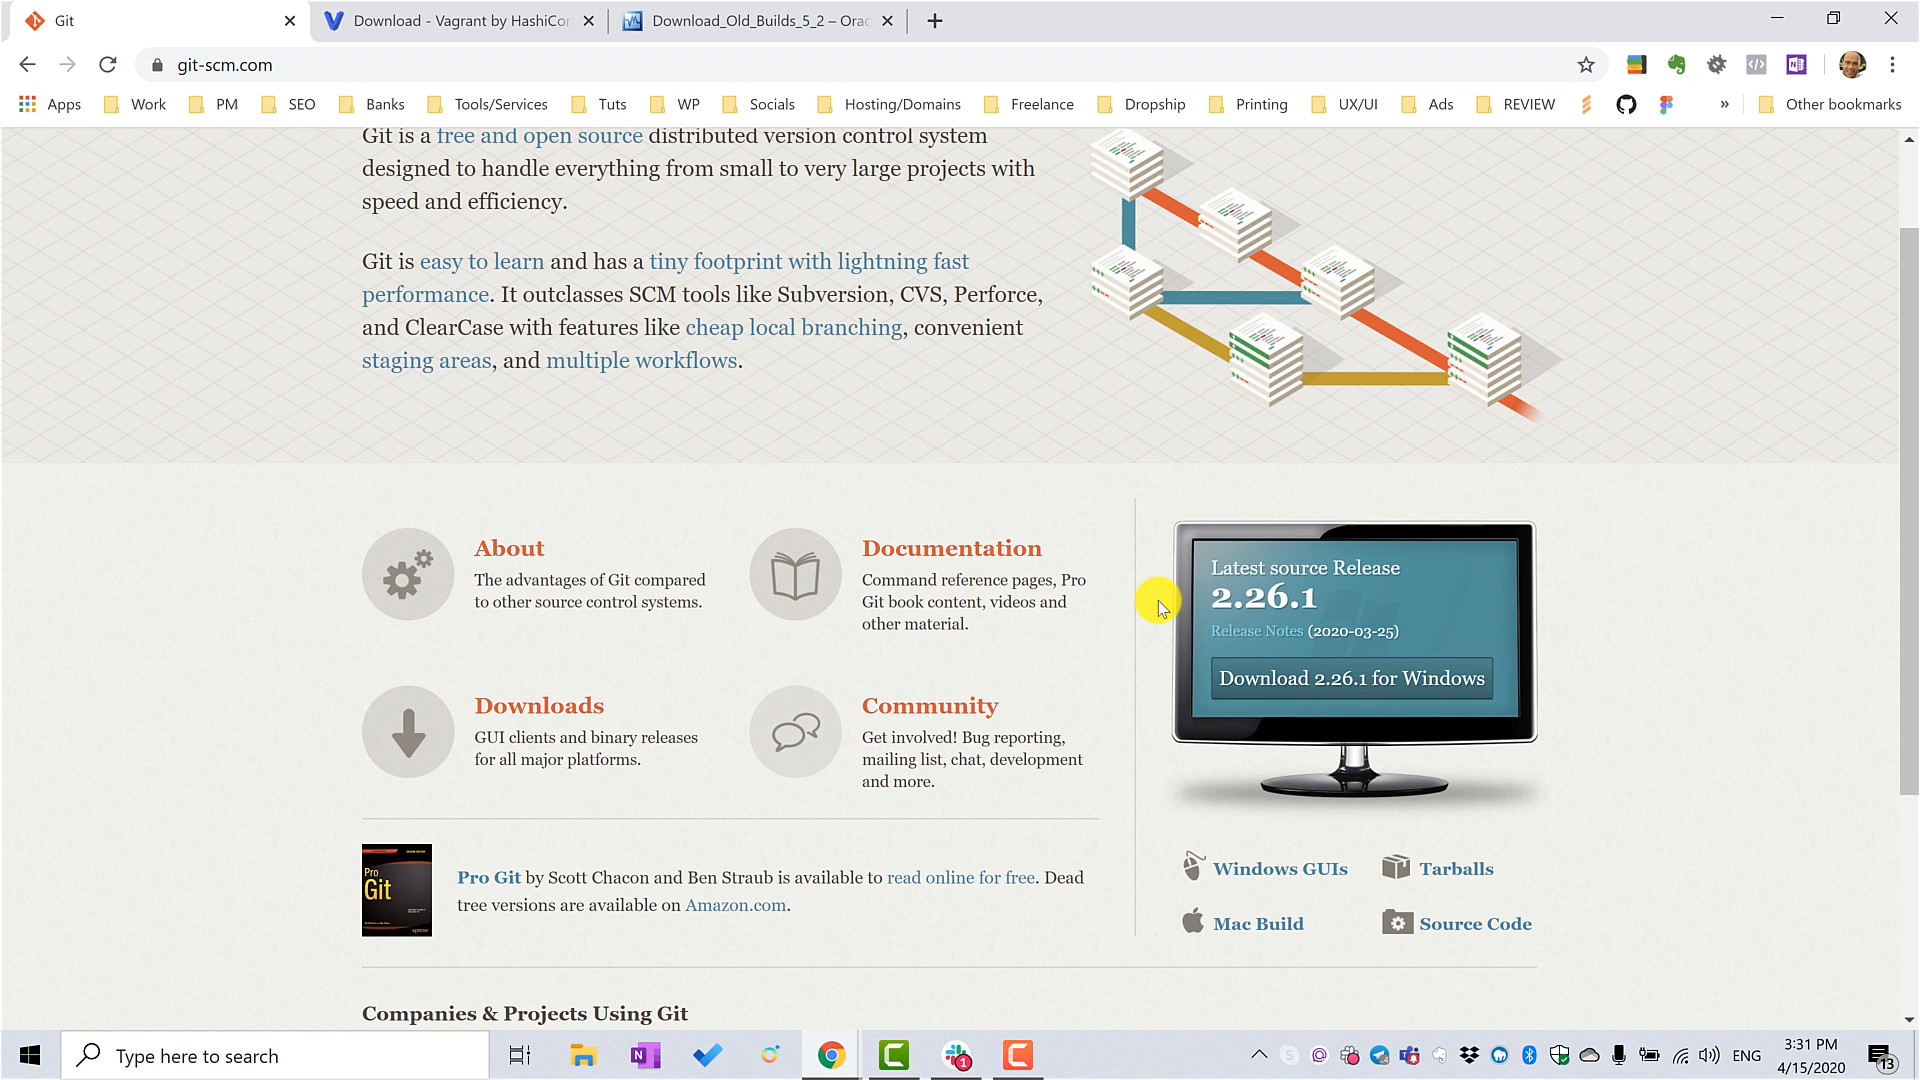 Git
Download - Vagrant by HashiCor
Download_Old_Builds_5_2 – Orac
git-scm.com
Apps
Work
PM
SEO
Banks
Tools/Services
Tuts
WP
Socials
Hosting/Domains
Freelance
Dropship
Printing
UX/UI
Ads
REVIEW
»
Other bookmarks
Git is a free and open source distributed version control system
designed to handle everything from small to very large projects with
speed and efficiency.
Git is easy to learn and has a tiny footprint with lightning fast
performance. It outclasses SCM tools like Subversion, CVS, Perforce,
and ClearCase with features like cheap local branching, convenient
staging areas, and multiple workflows.
About
The advantages of Git compared
to other source control systems.
Documentation
Command reference pages, Pro
Git book content, videos and
other material.
Downloads
GUI clients and binary releases
for all major platforms.
Community
Get involved! Bug reporting,
mailing list, chat, development
and more.
Latest source Release
2.26.1
Release Notes (2020-03-25)
Download 2.26.1 for Windows
Windows GUIs
Tarballs
Mac Build
Source Code
Pro
Git
Pro Git by Scott Chacon and Ben Straub is available to read online for free. Dead
tree versions are available on Amazon.com.
Companies & Projects Using Git
Type here to search
1
ENG
3:31 PM
4/15/2020
13